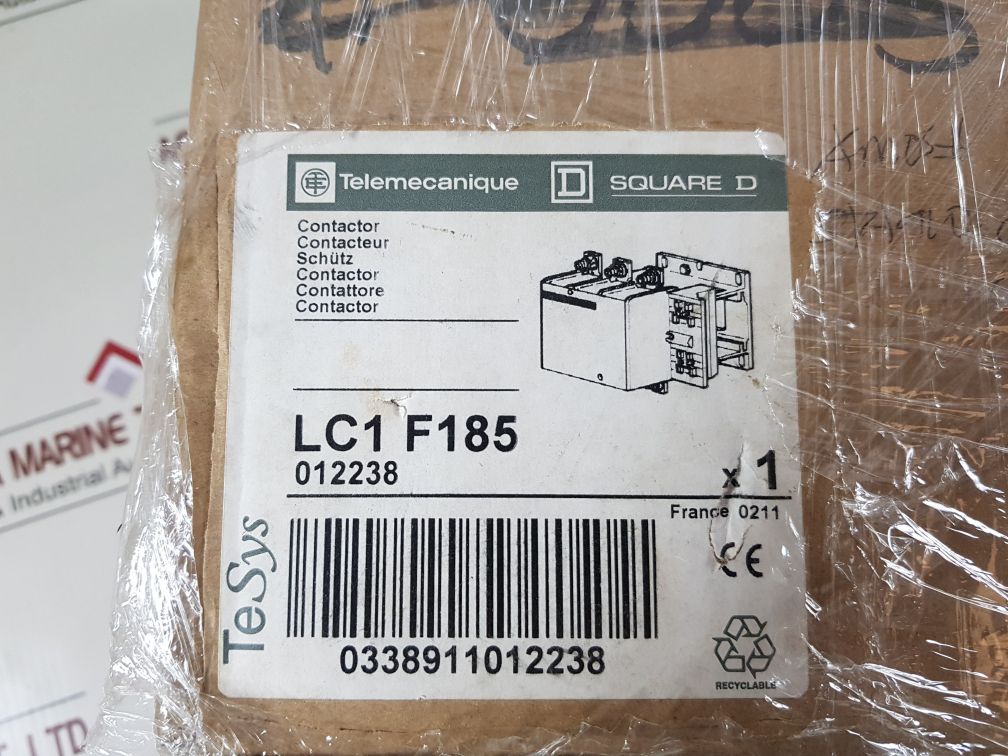 Telemecanique
D SQUARE D
Contactor
Contacteur
Schütz
Contactor
Contattore
Contactor
LC1 F185
012238
x 1
France 0211
TeSys
CE
0338911012238
RECYCLABLE
MARINE
Industrial Au
LTD